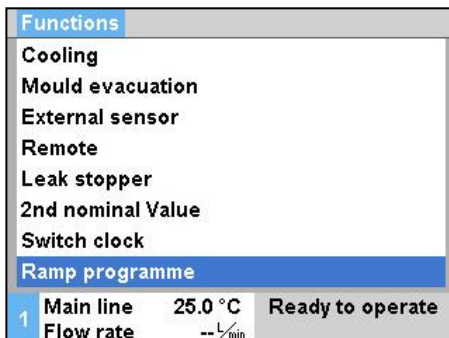 Functions
Cooling
Mould evacuation
External sensor
Remote
Leak stopper
2nd nominal Value
Switch clock
Ramp programme
1 Main line 25.0 °C Ready to operate
Flow rate -- L/min